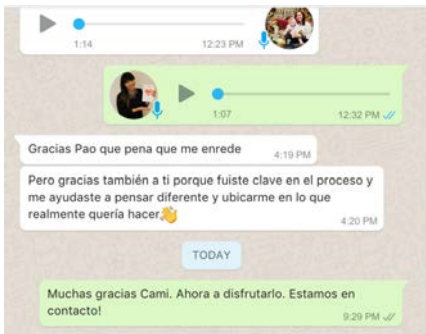 1:14 12:23 PM
1:07 12:32 PM
Gracias Pao que pena que me enrede 4:19 PM
Pero gracias también a ti porque fuiste clave en el proceso y
me ayudaste a pensar diferente y ubicarme en lo que
realmente quería hacer👏 4:20 PM
TODAY
Muchas gracias Cami. Ahora a disfrutarlo. Estamos en
contacto! 9:29 PM